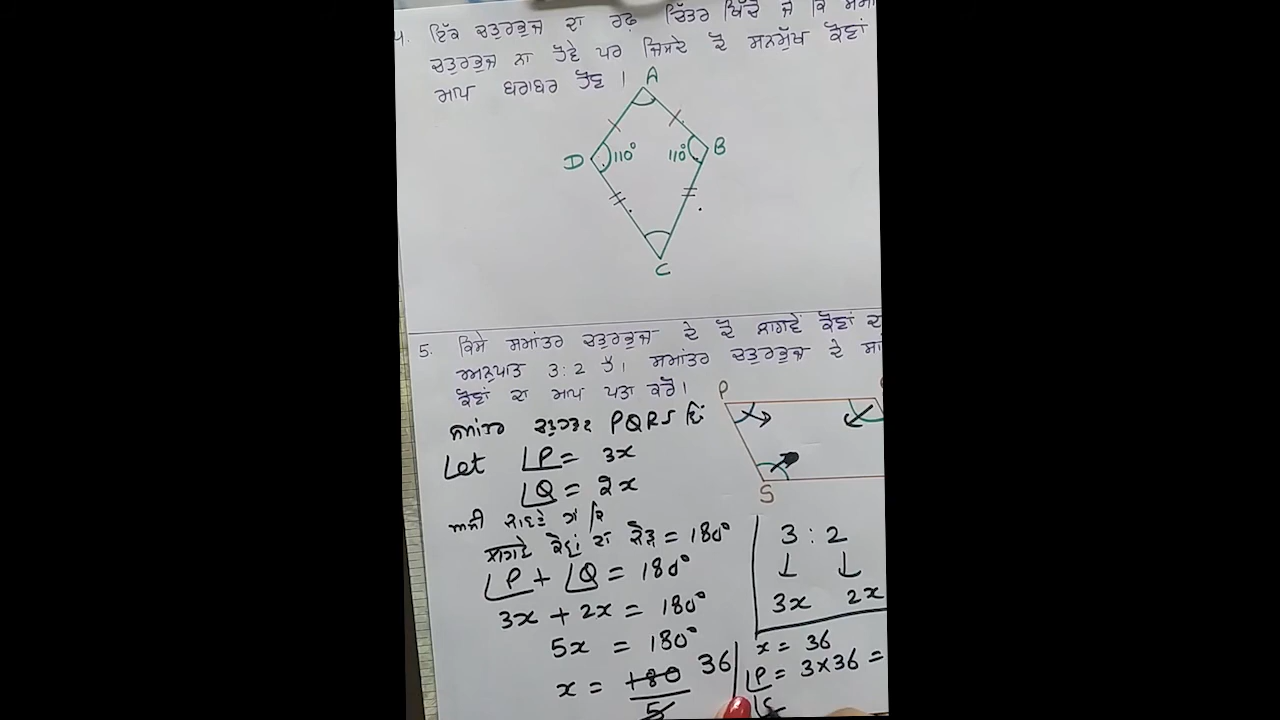 4. ਇੱਕ ਚਤੁਰਭੁਜ ਦਾ ਰਫ਼ ਚਿੱਤਰ ਖਿੱਚੋ ਜੋ ਕਿ
ਚਤੁਰਭੁਜ ਨਾ ਹੋਵੇ ਪਰ ਜਿਸਦੇ ਦੋ ਸਨਮੁੱਖ ਕੋਣਾਂ
ਮਾਪ ਬਰਾਬਰ ਹੋਣ ।
A
D 110° 110° B
C
5. ਕਿਸੇ ਸਮਾਂਤਰ ਚਤੁਰਭੁਜ ਦੇ ਦੋ ਲਾਗਵੇਂ ਕੋਣਾਂ ਦ
ਅਨੁਪਾਤ 3:2 ਹੈ। ਸਮਾਂਤਰ ਚਤੁਰਭੁਜ ਦੇ ਸਾ
ਕੋਣਾਂ ਦਾ ਮਾਪ ਪਤਾ ਕਰੋ।
P
S
ਸਮਾਂਤਰ ਚਤੁਰਭੁਜ PQRS ਵਿੱ
Let ∠P = 3x
∠Q = 2x
ਅਸੀ ਜਾਣਦੇ ਹਾਂ ਕਿ
ਲਾਗਵੇ ਕੋਣਾਂ ਦਾ ਜੋੜ = 180°
∠P + ∠Q = 180°
3x + 2x = 180°
5x = 180°
x = 180 36
5
3 : 2
↓ ↓
3x 2x
x = 36
∠P = 3×36 =